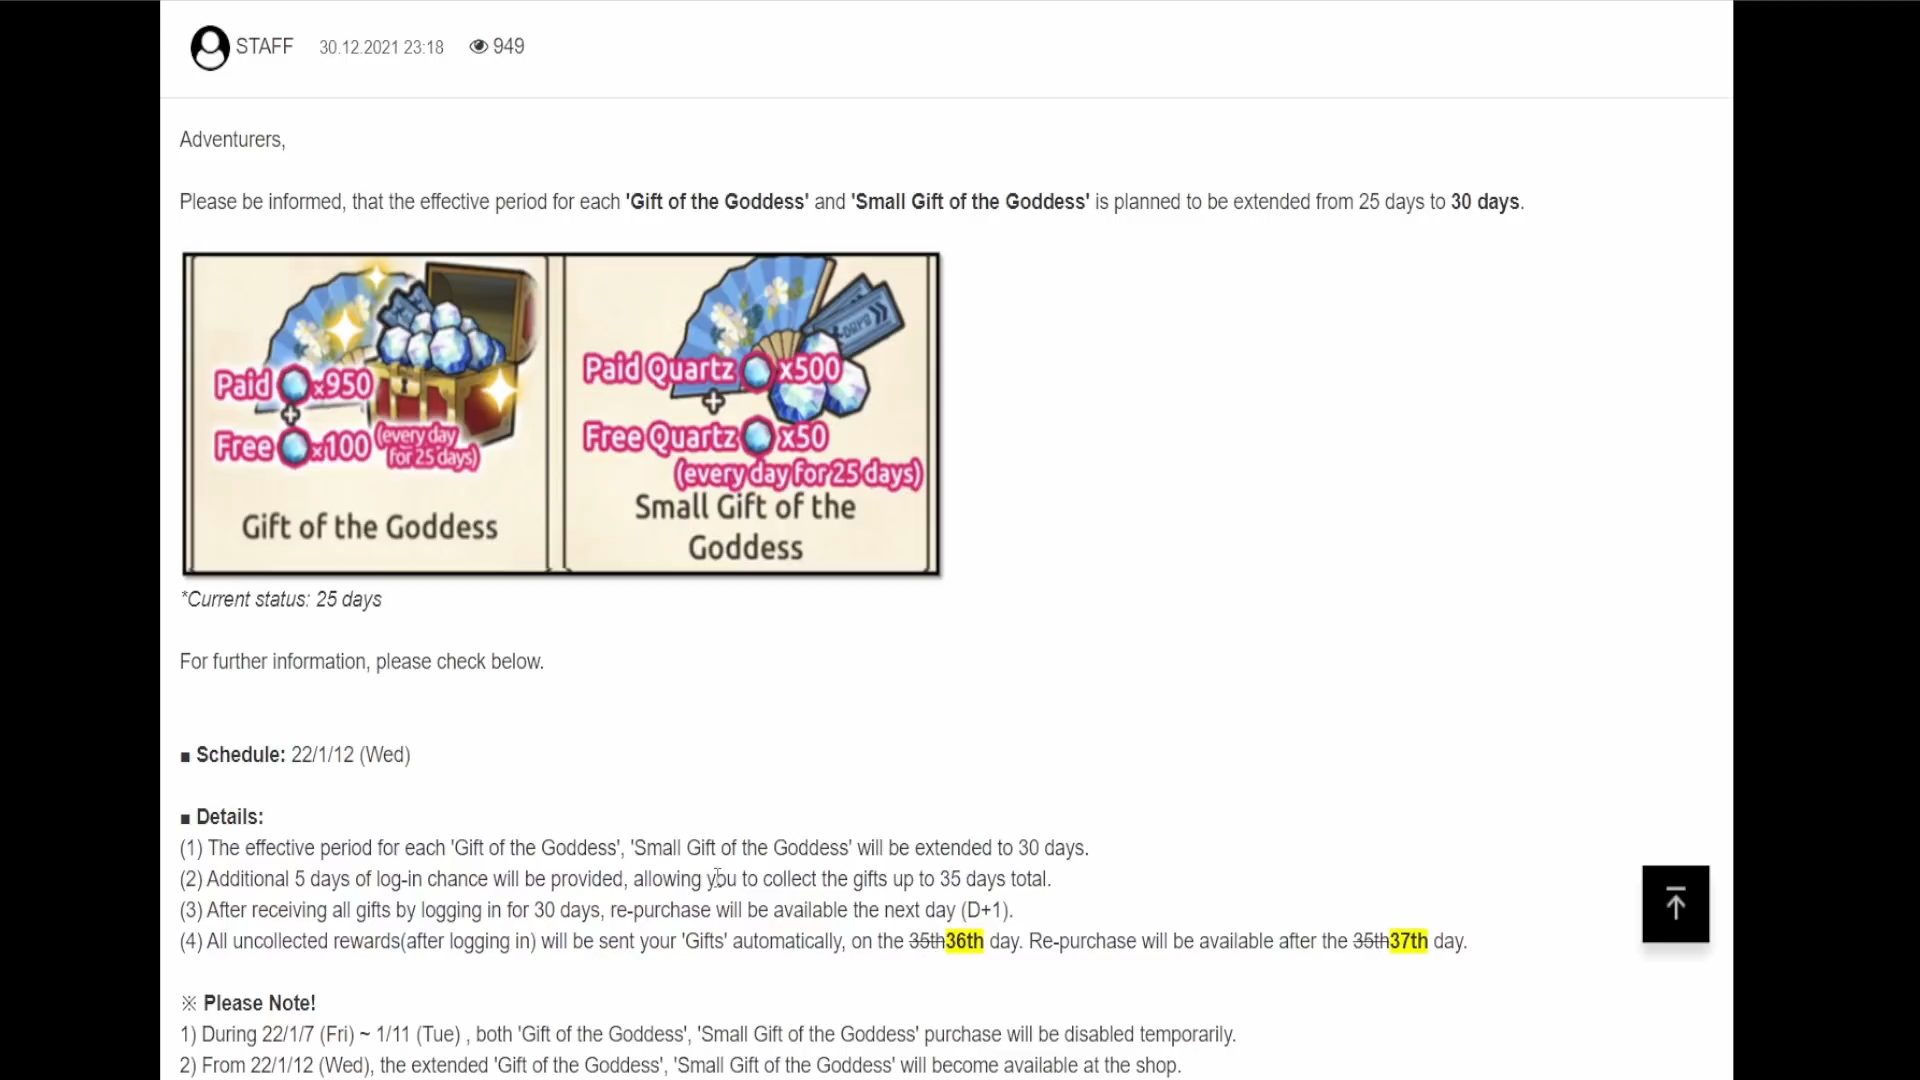 STAFF 30.12.2021 23:18 949
Adventurers,
Please be informed, that the effective period for each 'Gift of the Goddess' and 'Small Gift of the Goddess' is planned to be extended from 25 days to 30 days.
Paid x950
+
Free x100 (every day for 25 days)
Gift of the Goddess
Paid Quartz x500
+
Free Quartz x50
(every day for 25 days)
Small Gift of the
Goddess
*Current status: 25 days
For further information, please check below.
■ Schedule: 22/1/12 (Wed)
■ Details:
(1) The effective period for each 'Gift of the Goddess', 'Small Gift of the Goddess' will be extended to 30 days.
(2) Additional 5 days of log-in chance will be provided, allowing you to collect the gifts up to 35 days total.
(3) After receiving all gifts by logging in for 30 days, re-purchase will be available the next day (D+1).
(4) All uncollected rewards(after logging in) will be sent your 'Gifts' automatically, on the 35th36th day. Re-purchase will be available after the 35th37th day.
※ Please Note!
1) During 22/1/7 (Fri) ~ 1/11 (Tue) , both 'Gift of the Goddess', 'Small Gift of the Goddess' purchase will be disabled temporarily.
2) From 22/1/12 (Wed), the extended 'Gift of the Goddess', 'Small Gift of the Goddess' will become available at the shop.